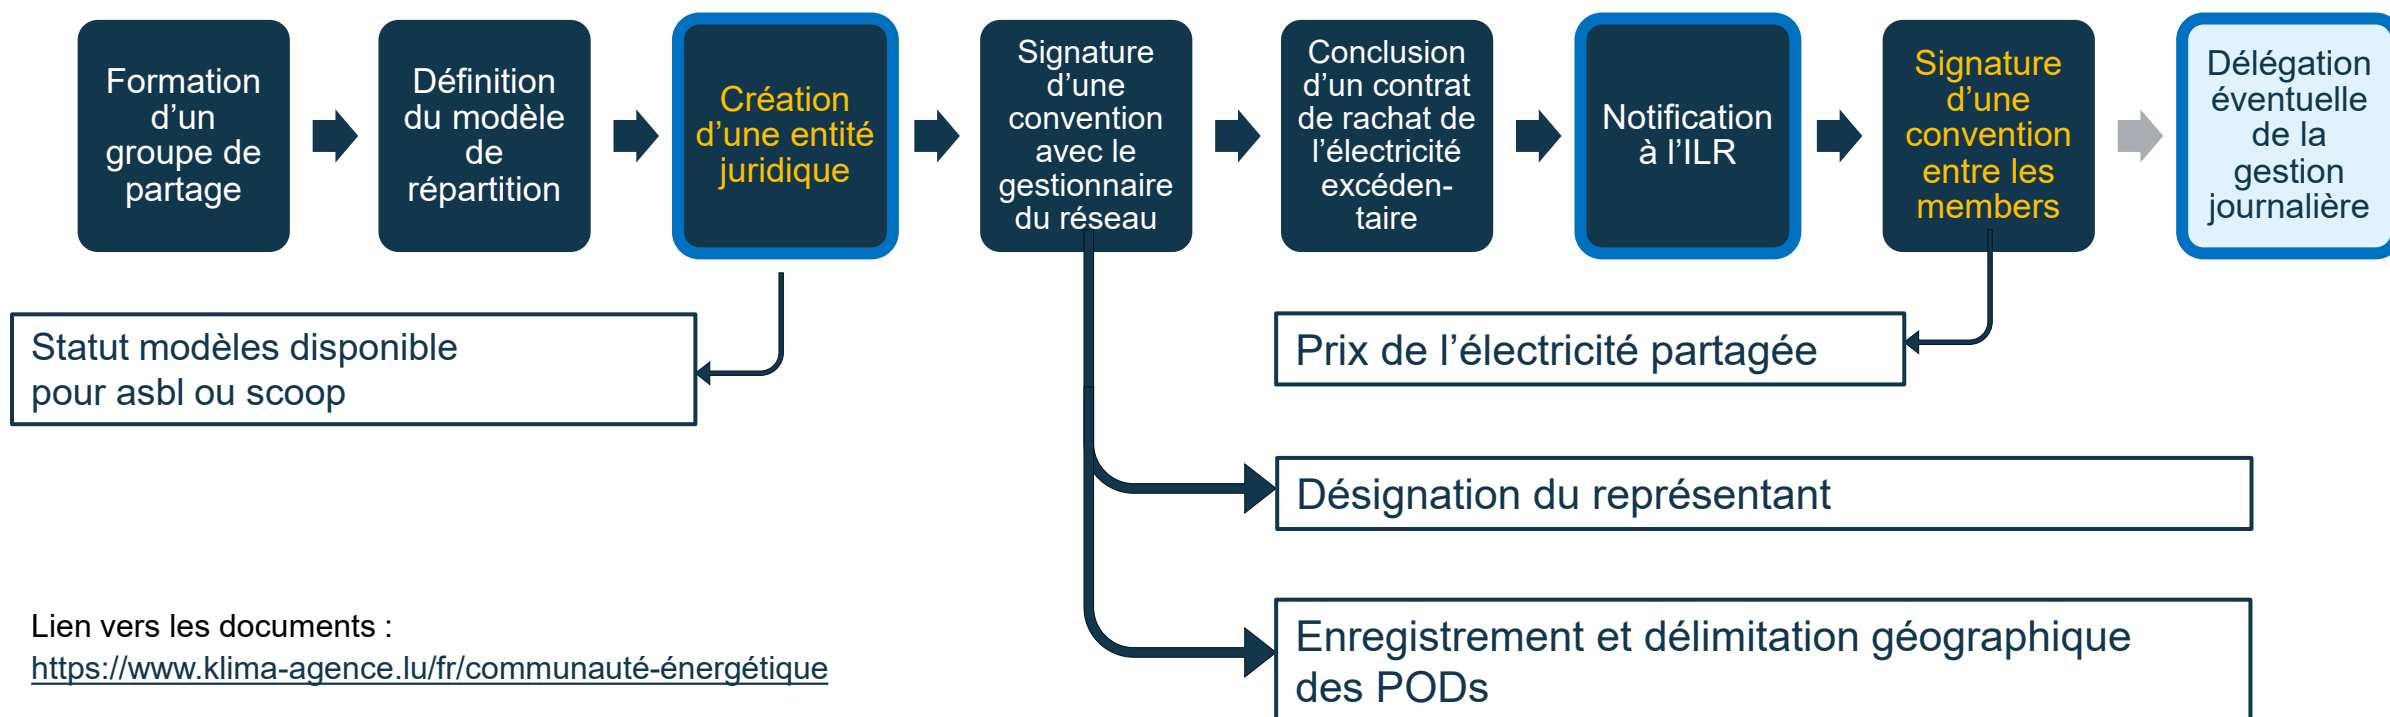 Formation
d’un
groupe de
partage
Définition
du modèle
de
répartition
Création
d’une entité
juridique
Signature
d’une
convention
avec le
gestionnaire
du réseau
Conclusion
d’un contrat
de rachat de
l’électricité
excéden-
taire
Notification
à l’ILR
Signature
d’une
convention
entre les
members
Délégation
éventuelle
de la
gestion
journalière
Statut modèles disponible
pour asbl ou scoop
Prix de l’électricité partagée
Désignation du représentant
Enregistrement et délimitation géographique
des PODs
Lien vers les documents :
https://www.klima-agence.lu/fr/communauté-énergétique